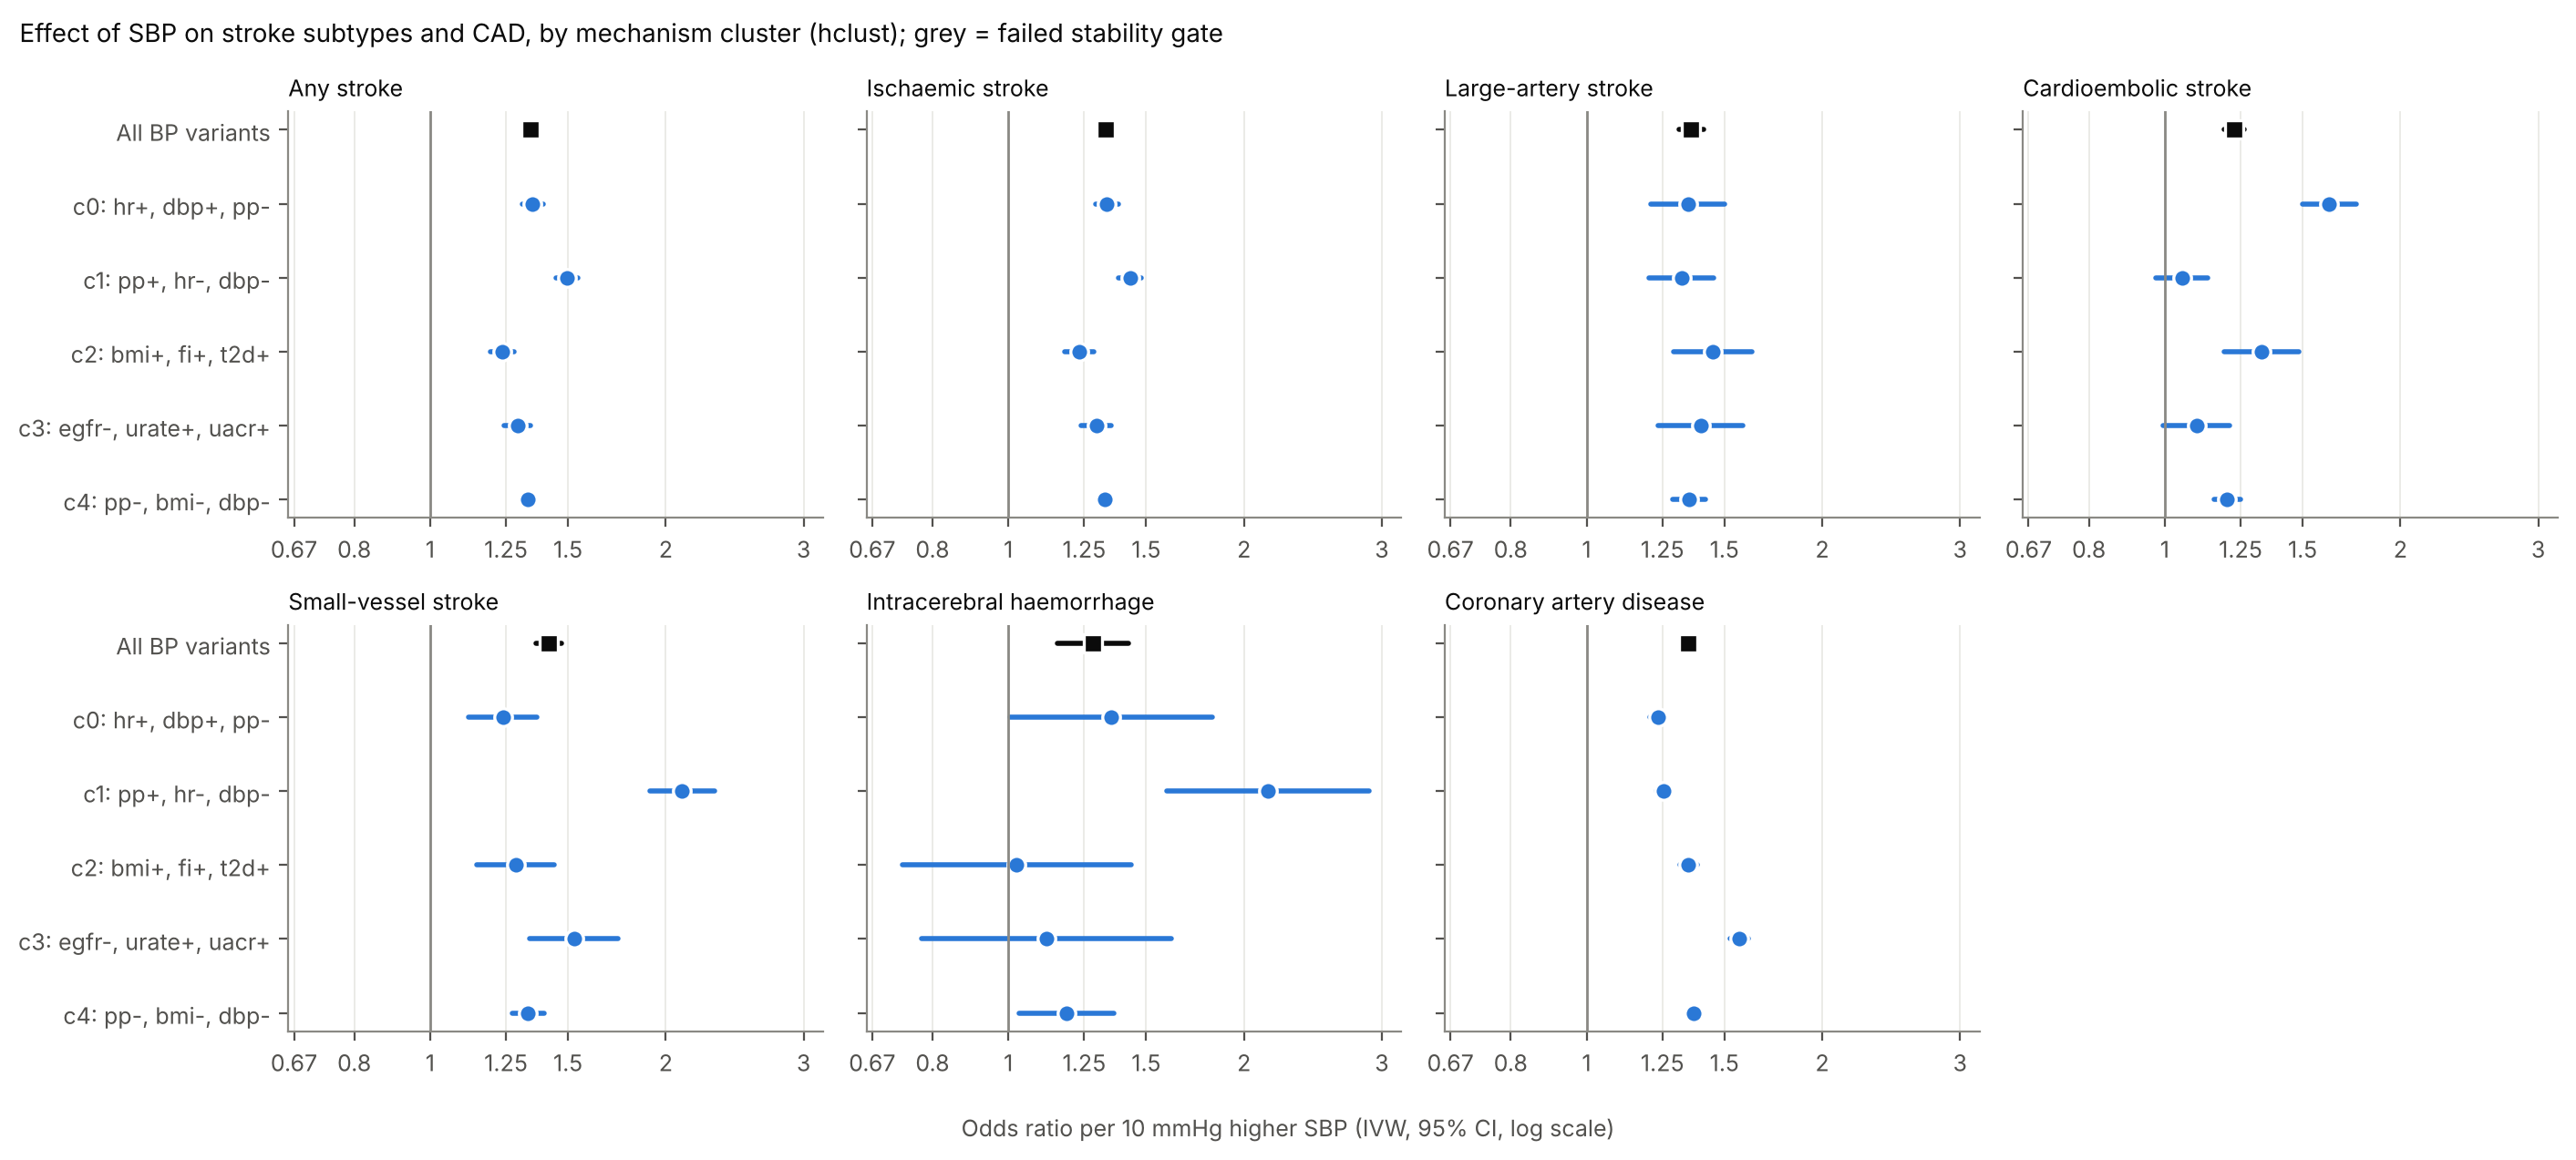 Effect of SBP on stroke subtypes and CAD, by mechanism cluster (hclust); grey = failed stability gate
Any stroke
Ischaemic stroke
Large-artery stroke
Cardioembolic stroke
All BP variants
c0: hr+, dbp+, pp-
c1: pp+, hr-, dbp-
c2: bmi+, fi+, t2d+
c3: egfr-, urate+, uacr+
c4: pp-, bmi-, dbp-
0.67 0.8 1 1.25 1.5 2 3
0.67 0.8 1 1.25 1.5 2 3
0.67 0.8 1 1.25 1.5 2 3
0.67 0.8 1 1.25 1.5 2 3
Small-vessel stroke
Intracerebral haemorrhage
Coronary artery disease
All BP variants
c0: hr+, dbp+, pp-
c1: pp+, hr-, dbp-
c2: bmi+, fi+, t2d+
c3: egfr-, urate+, uacr+
c4: pp-, bmi-, dbp-
0.67 0.8 1 1.25 1.5 2 3
0.67 0.8 1 1.25 1.5 2 3
0.67 0.8 1 1.25 1.5 2 3
Odds ratio per 10 mmHg higher SBP (IVW, 95% CI, log scale)